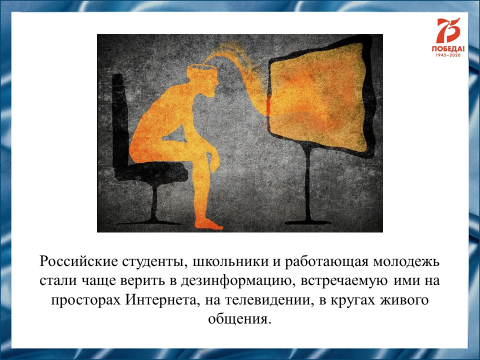 75
ПОБЕДА!
1945–2020
Российские студенты, школьники и работающая молодежь
стали чаще верить в дезинформацию, встречаемую ими на
просторах Интернета, на телевидении, в кругах живого
общения.